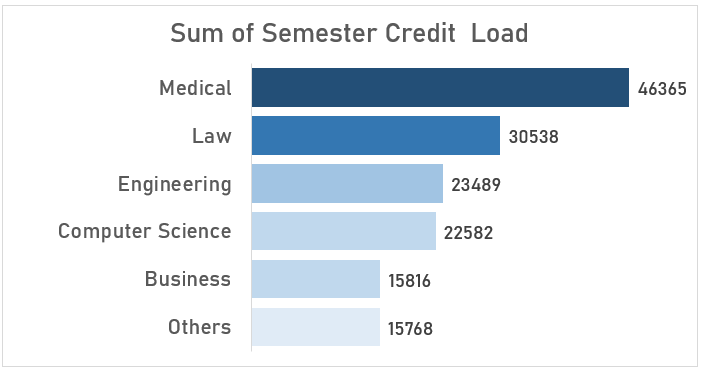 Sum of Semester Credit Load
Medical 46365
Law 30538
Engineering 23489
Computer Science 22582
Business 15816
Others 15768